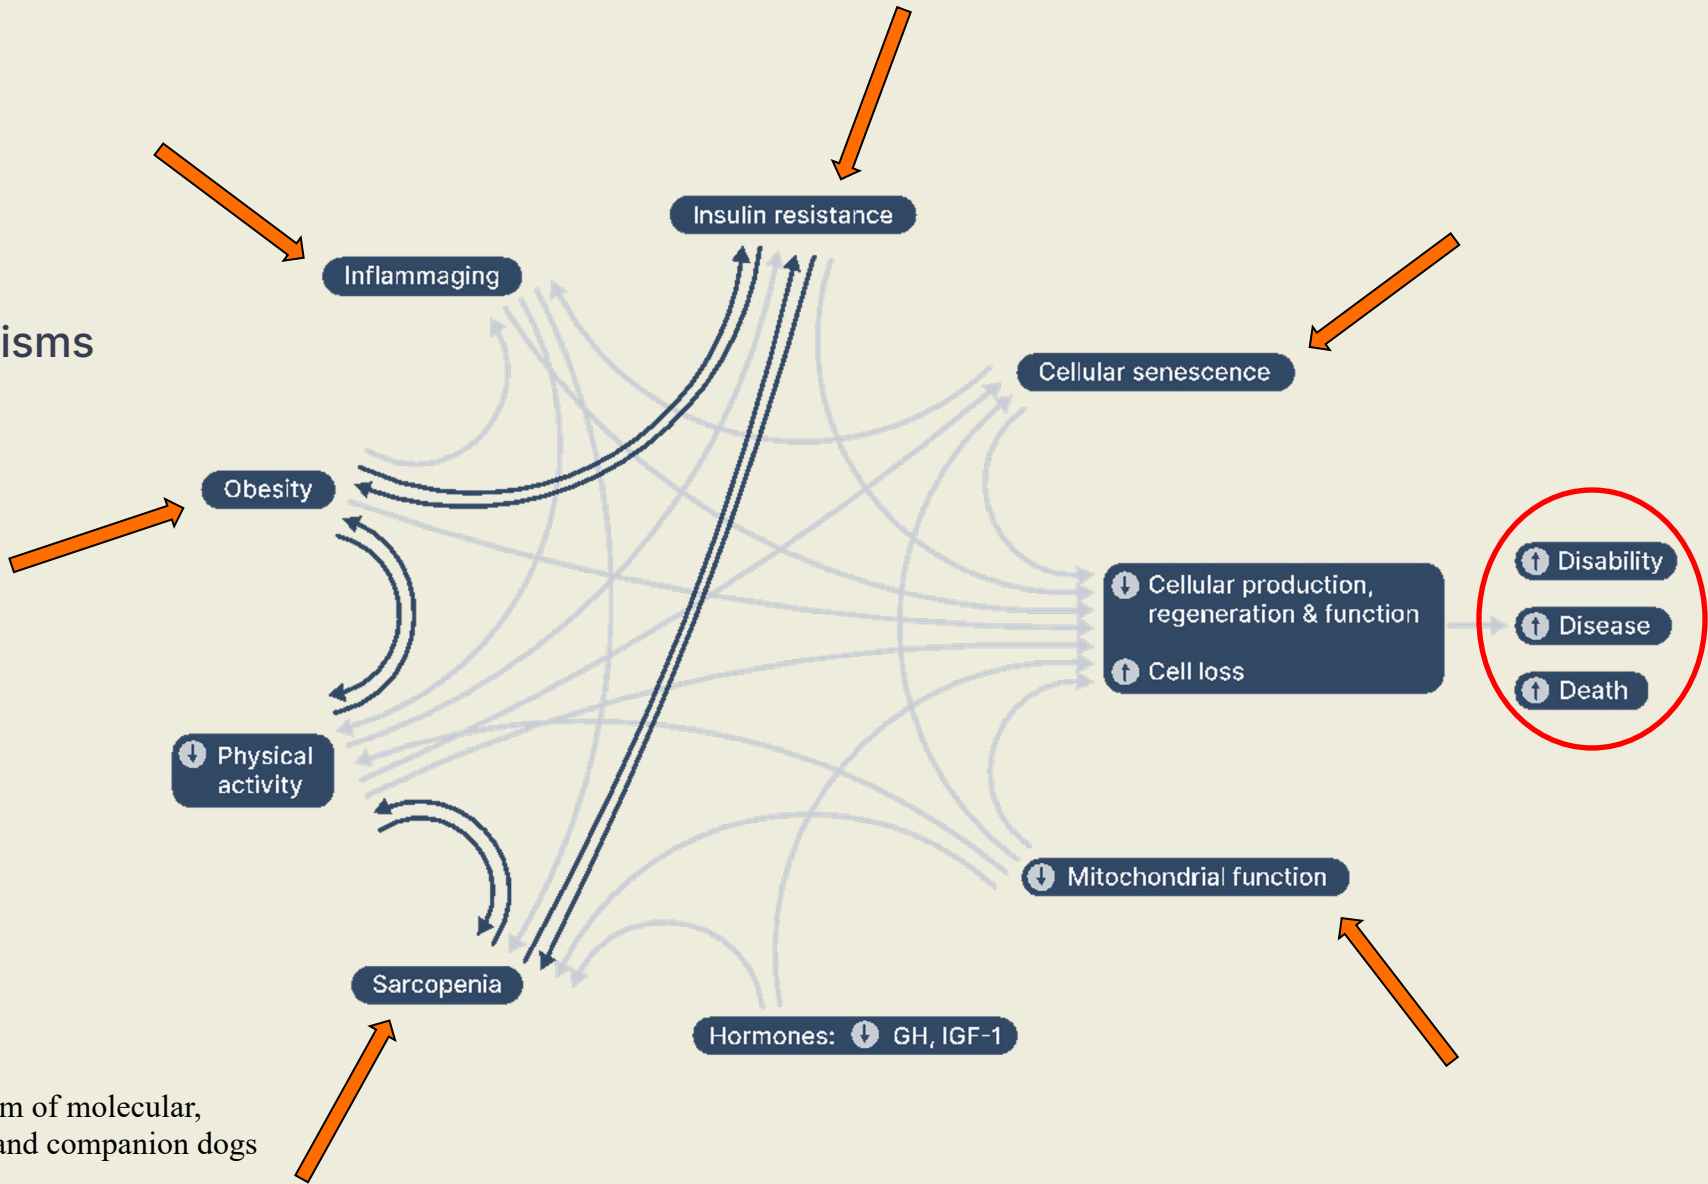 Insulin resistance
Inflammaging
isms
Cellular senescence
Obesity
Disability
Cellular production,
regeneration & function
Disease
Cell loss
Death
Physical
activity
Mitochondrial function
Sarcopenia
Hormones: ↓ GH, IGF-1
m of molecular,
and companion dogs